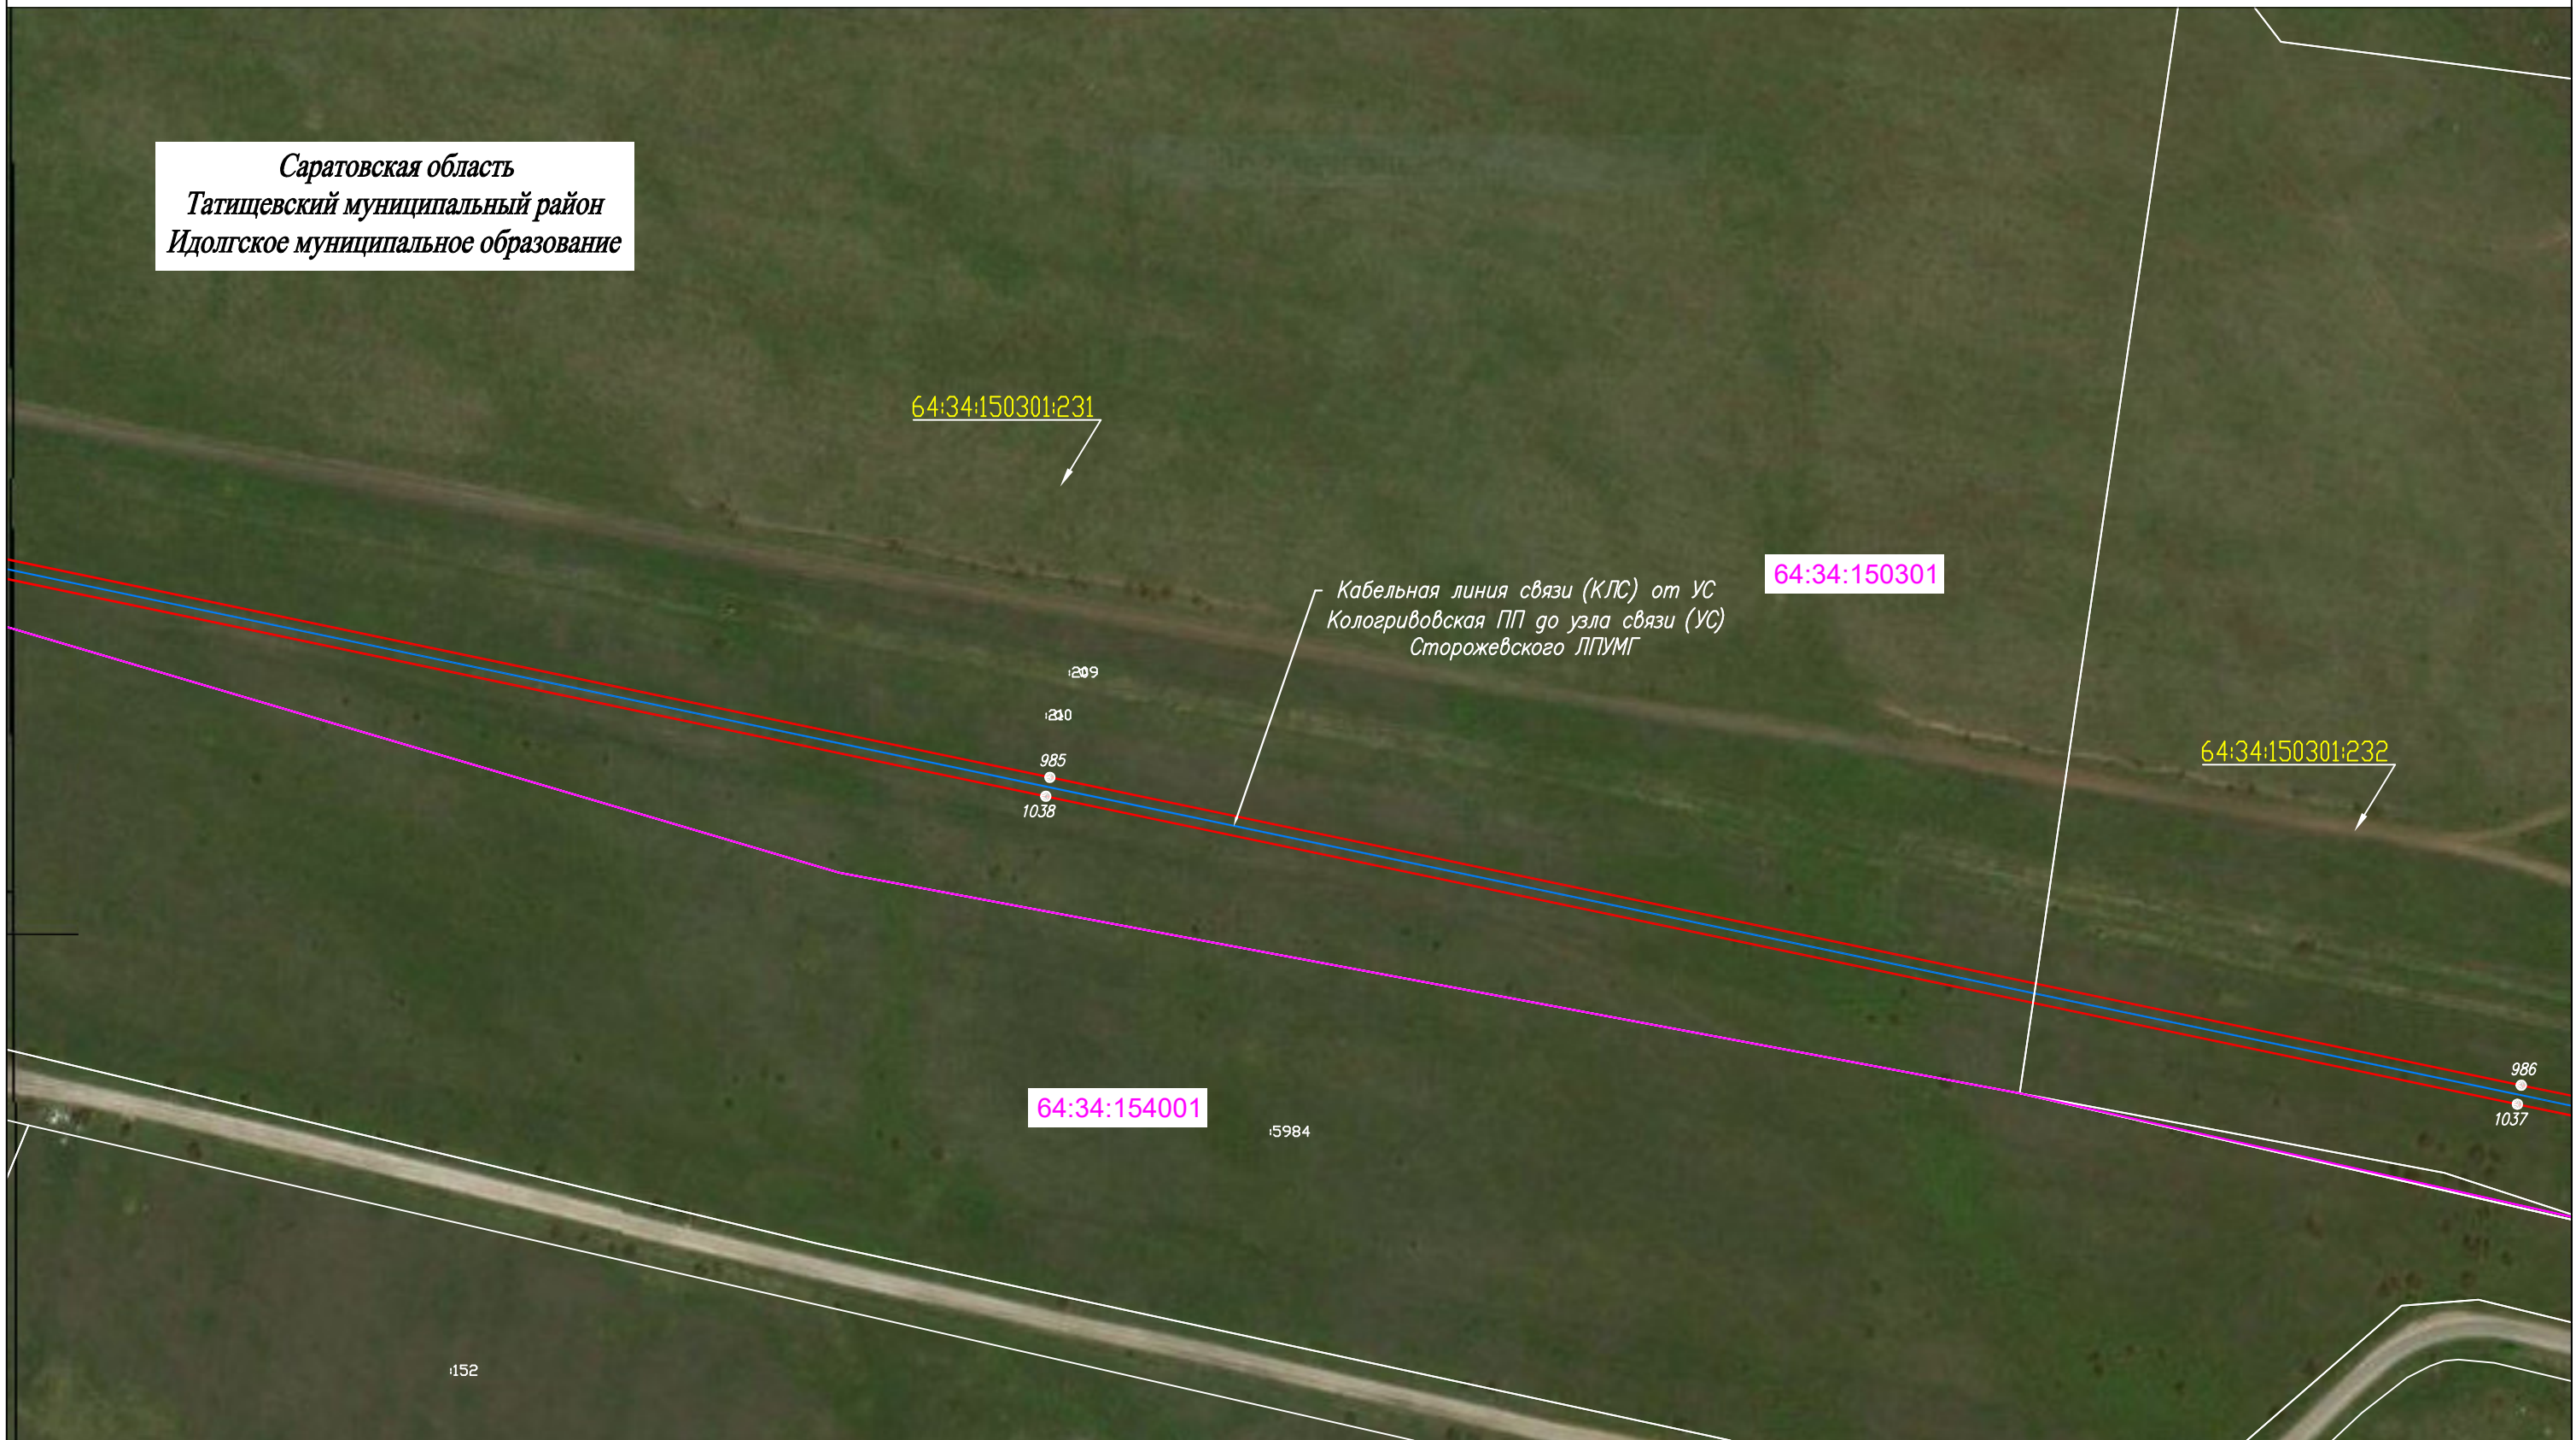 Саратовская область
Татищевский муниципальный район
Идолгское муниципальное образование
64:34:150301:231
64:34:150301
Кабельная линия связи (КЛС) от УС
Кологривовская ПП до узла связи (УС)
Сторожевского ЛПУМГ
:209
:210
985
1038
64:34:150301:232
986
1037
64:34:154001
:5984
:152